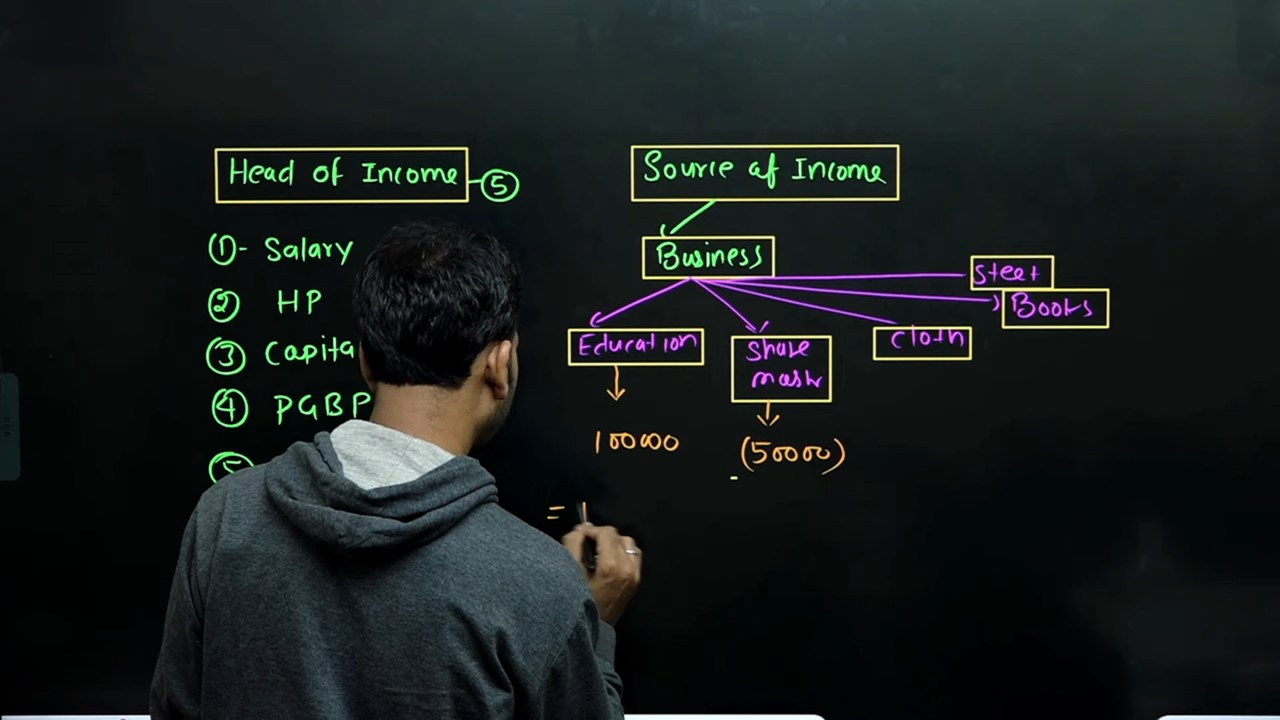 Head of Income
5
① - Salary
② HP
③ Capita
④ PGBP
⑤
Source of Income
Business
Steel
Books
Education
Share
Cloth
100000
(50000)
=